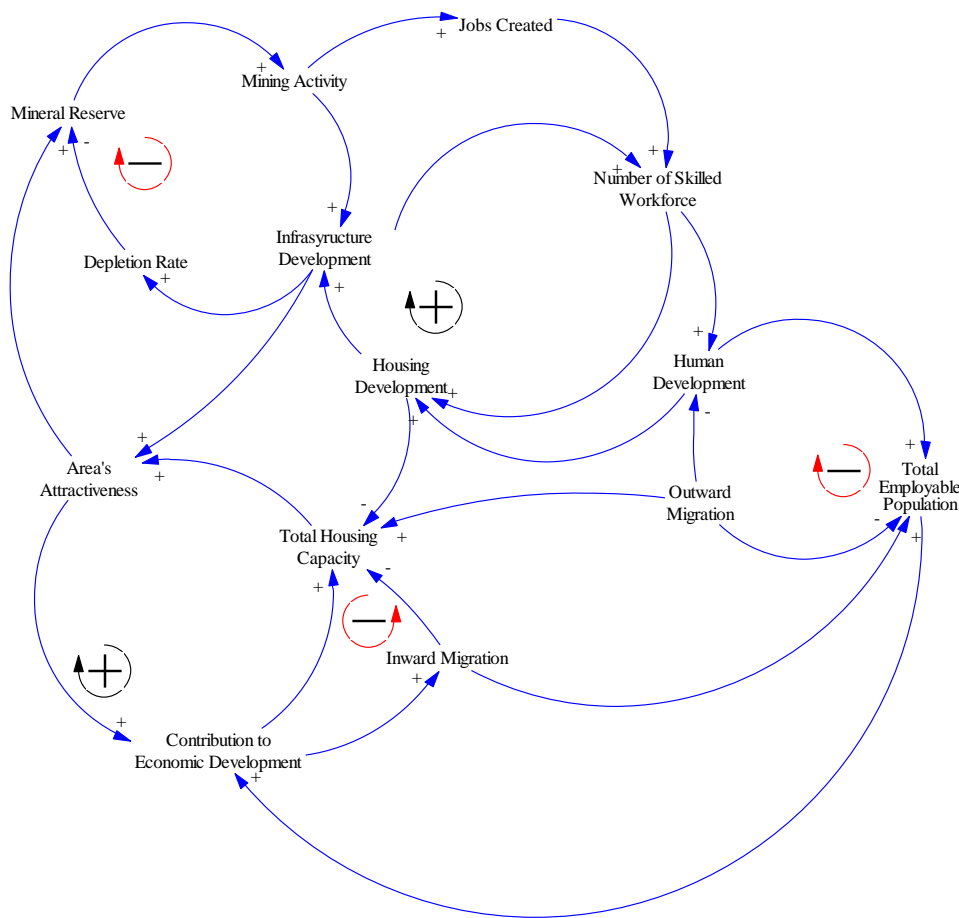 Jobs Created
+
+
Mining Activity
Mineral Reserve
+
-
+
+
Number of Skilled
Workforce
+
Infrasyructure
Development
Depletion Rate
+
+
+
Housing
Development
+
+
+
Human
Development
-
+
+
Area's
Attractiveness
+
Outward
Migration
+
Total
Employable
Population
-
+
-
+
Total Housing
Capacity
-
+
Inward Migration
+
+
Contribution to
Economic Development
+